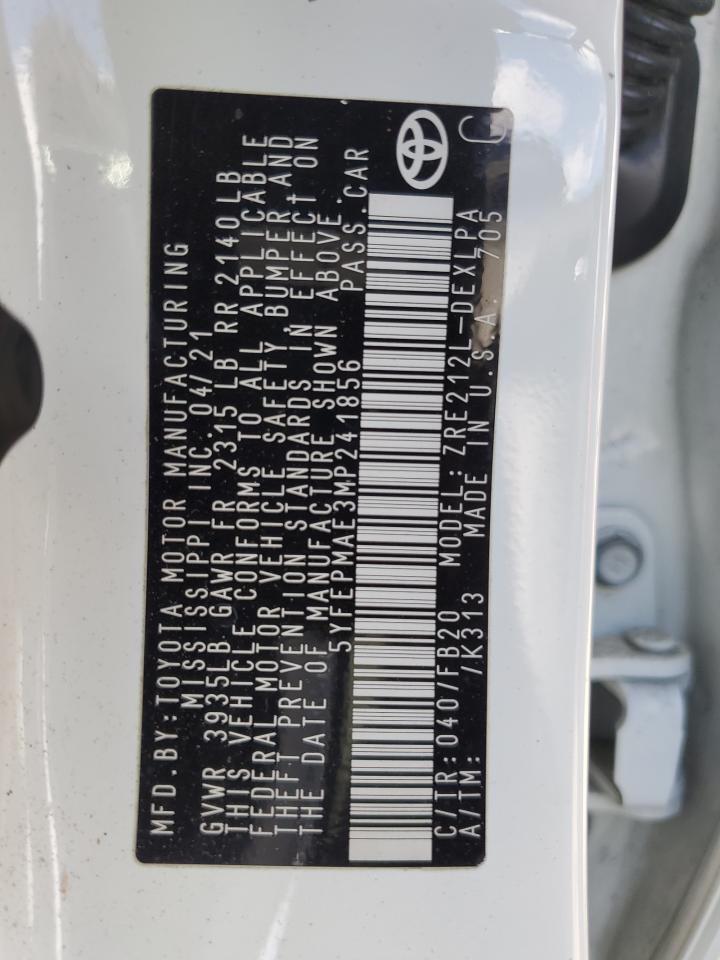 MFD.BY:TOYOTA MOTOR MANUFACTURING
MISSISSIPPI INC. 04/21
GVWR 3935LB GAWR FR 2315 LB RR 2140LB
THIS VEHICLE CONFORMS TO ALL APPLICABLE
FEDERAL MOTOR VEHICLE SAFETY, BUMPER AND
THEFT PREVENTION STANDARDS IN EFFECT ON
THE DATE OF MANUFACTURE SHOWN ABOVE.
5YFEPMAE3MP241856 PASS.CAR
C/TR:040/FB20 MODEL:ZRE212L-DEXLPA
A/TM: /K313 MADE IN U.S.A. 705
C